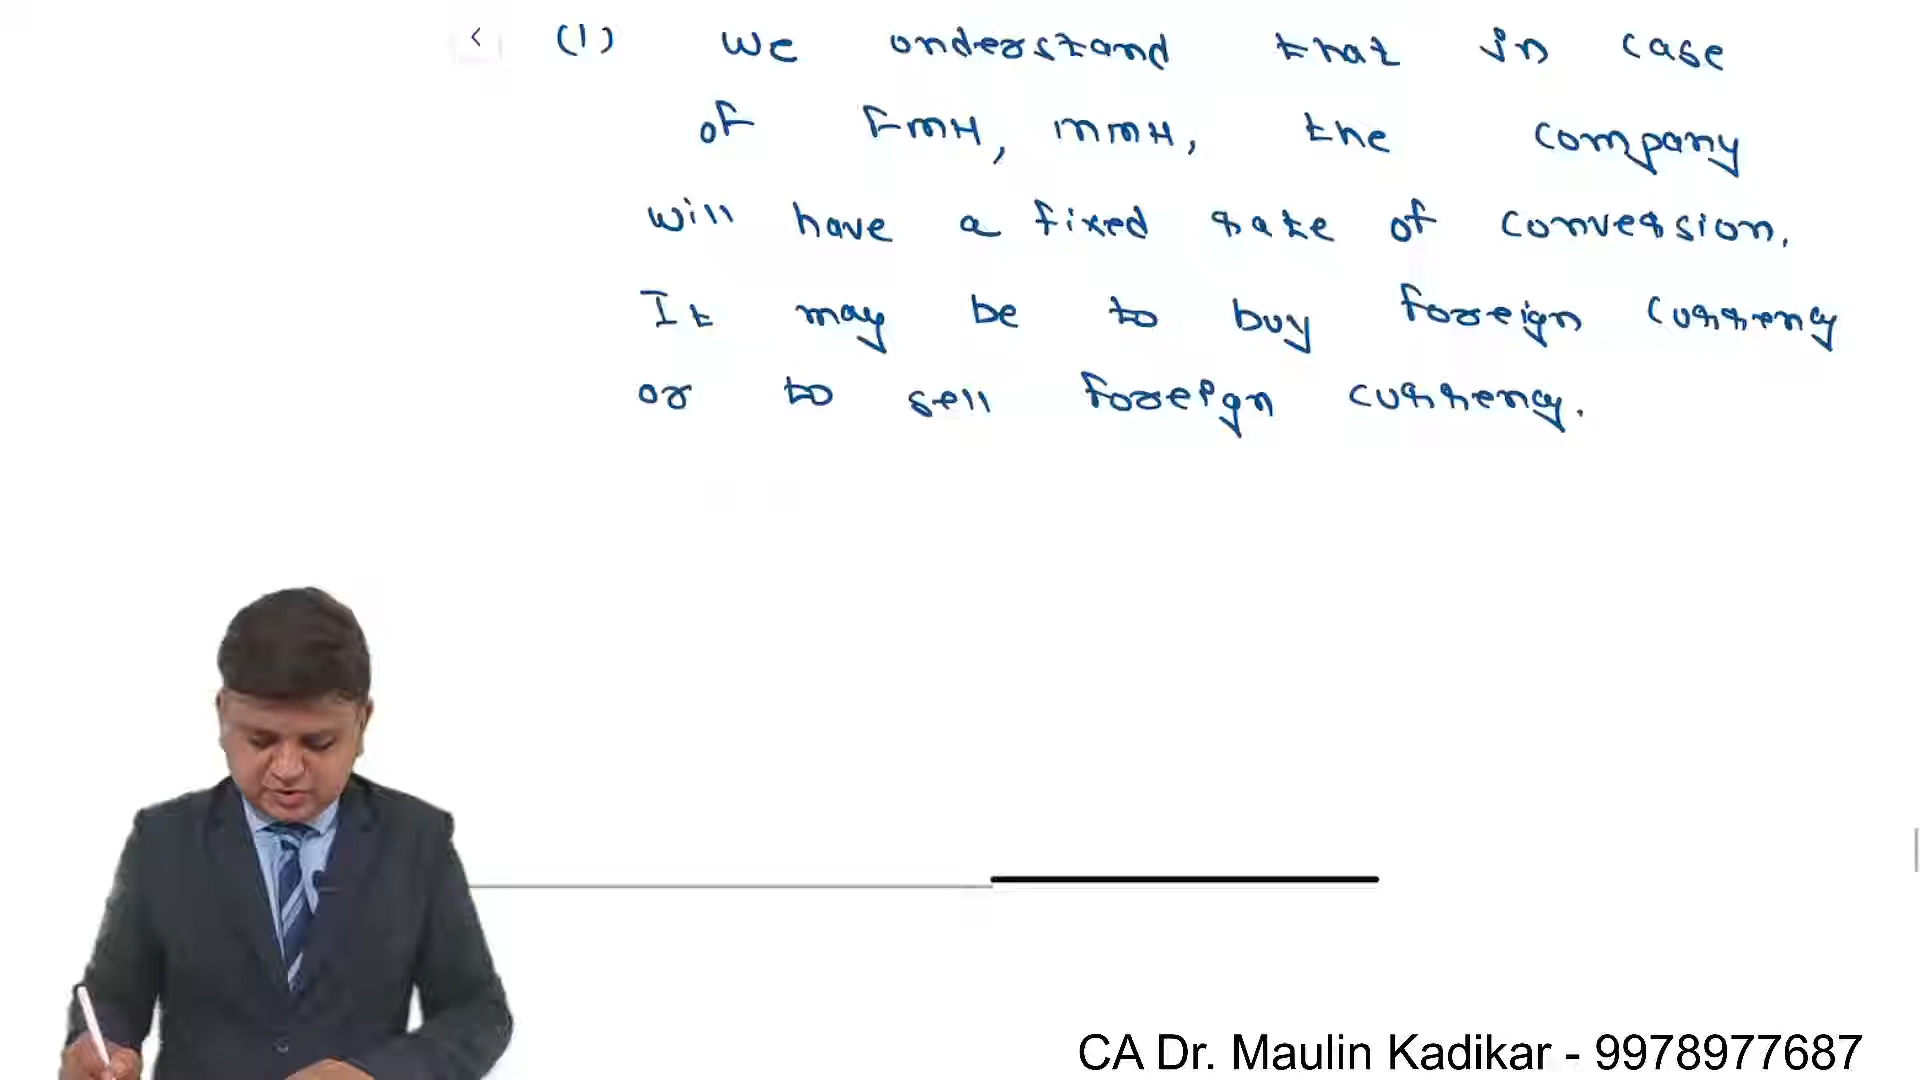 (1) We understand that in case
of FMH, MMH, the company
will have a fixed rate of conversion.
It may be to buy foreign currency
or to sell foreign currency.
CA Dr. Maulin Kadikar - 9978977687